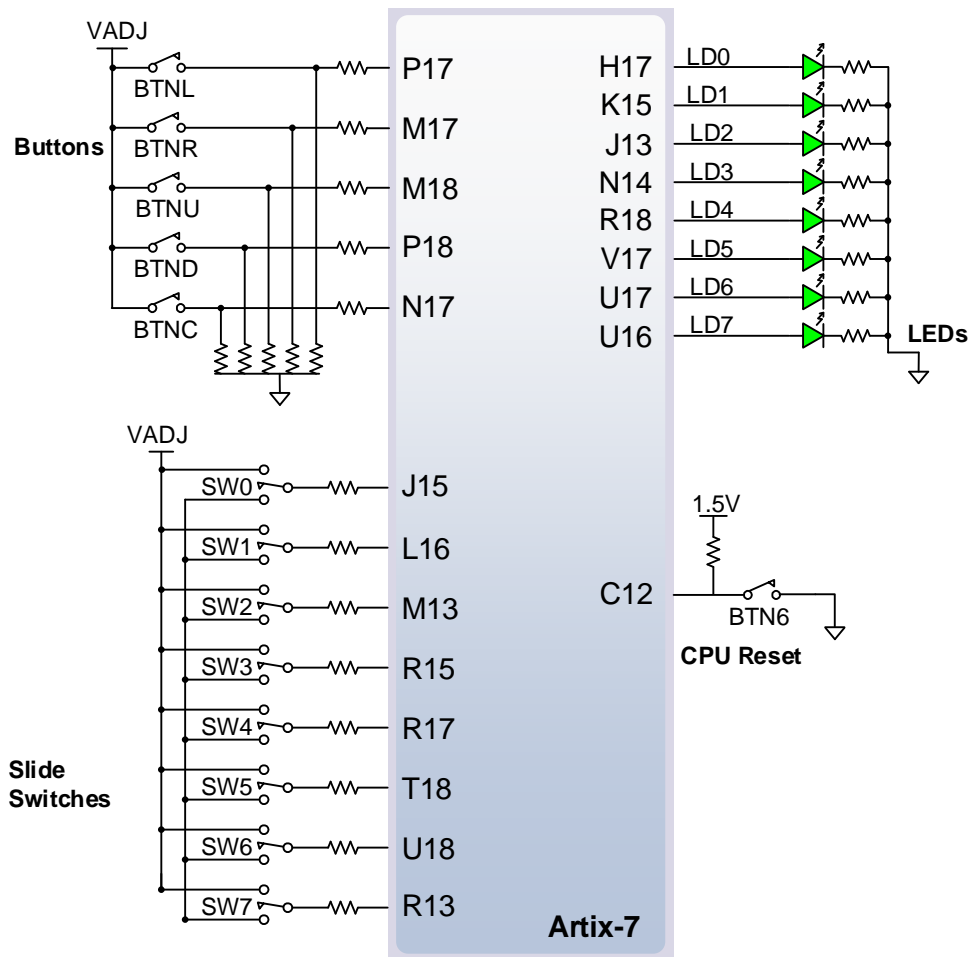 VADJ
BTNL
BTNR
BTNU
BTND
BTNC
Buttons
P17
M17
M18
P18
N17
H17
K15
J13
N14
R18
V17
U17
U16
LD0
LD1
LD2
LD3
LD4
LD5
LD6
LD7
LEDs
VADJ
SW0
SW1
SW2
SW3
SW4
SW5
SW6
SW7
Slide
Switches
J15
L16
M13
R15
R17
T18
U18
R13
C12
1.5V
BTN6
CPU Reset
Artix-7